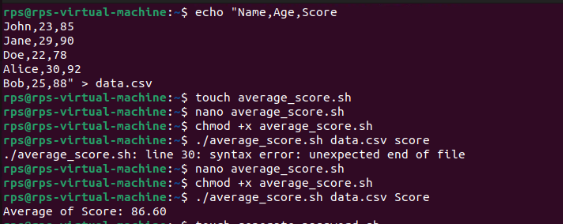 rps@rps-virtual-machine:~$ echo "Name,Age,Score
John,23,85
Jane,29,90
Doe,22,78
Alice,30,92
Bob,25,88" > data.csv
rps@rps-virtual-machine:~$ touch average_score.sh
rps@rps-virtual-machine:~$ nano average_score.sh
rps@rps-virtual-machine:~$ chmod +x average_score.sh
rps@rps-virtual-machine:~$ ./average_score.sh data.csv score
./average_score.sh: line 30: syntax error: unexpected end of file
rps@rps-virtual-machine:~$ nano average_score.sh
rps@rps-virtual-machine:~$ chmod +x average_score.sh
rps@rps-virtual-machine:~$ ./average_score.sh data.csv Score
Average of Score: 86.60